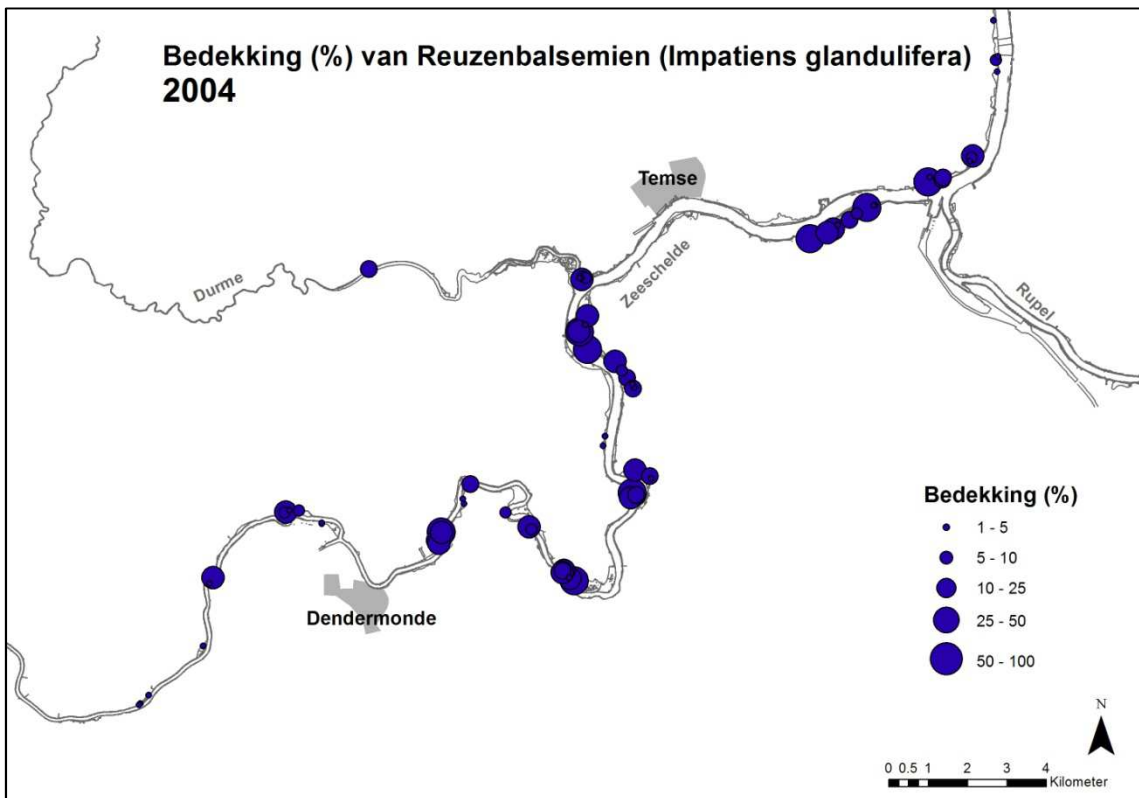 Bedekking (%) van Reuzenbalsemien (Impatiens glandulifera)
2004
Temse
Durme
Zeeschelde
Rupel
Dendermonde
Bedekking (%)
1 - 5
5 - 10
10 - 25
25 - 50
50 - 100
N
0 0.5 1 2 3 4
Kilometer